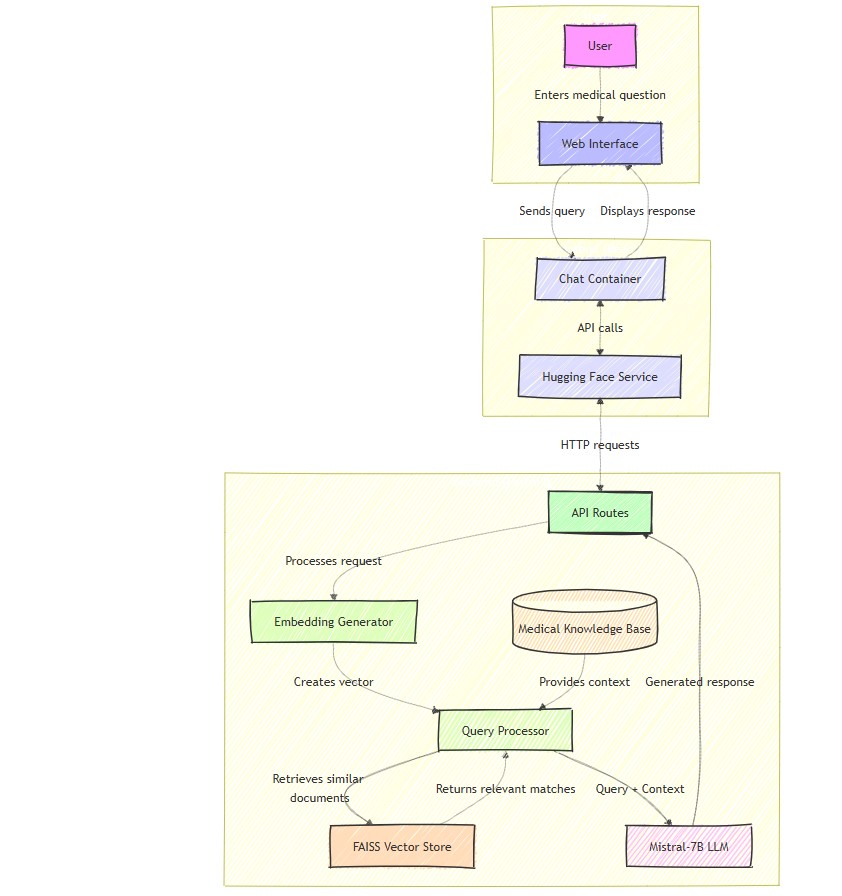 User
Enters medical question
Web Interface
Sends query
Displays response
Chat Container
API calls
Hugging Face Service
HTTP requests
API Routes
Processes request
Embedding Generator
Medical Knowledge Base
Creates vector
Provides context
Generated response
Query Processor
Retrieves similar
documents
Returns relevant matches
Query + Context
FAISS Vector Store
Mistral-7B LLM